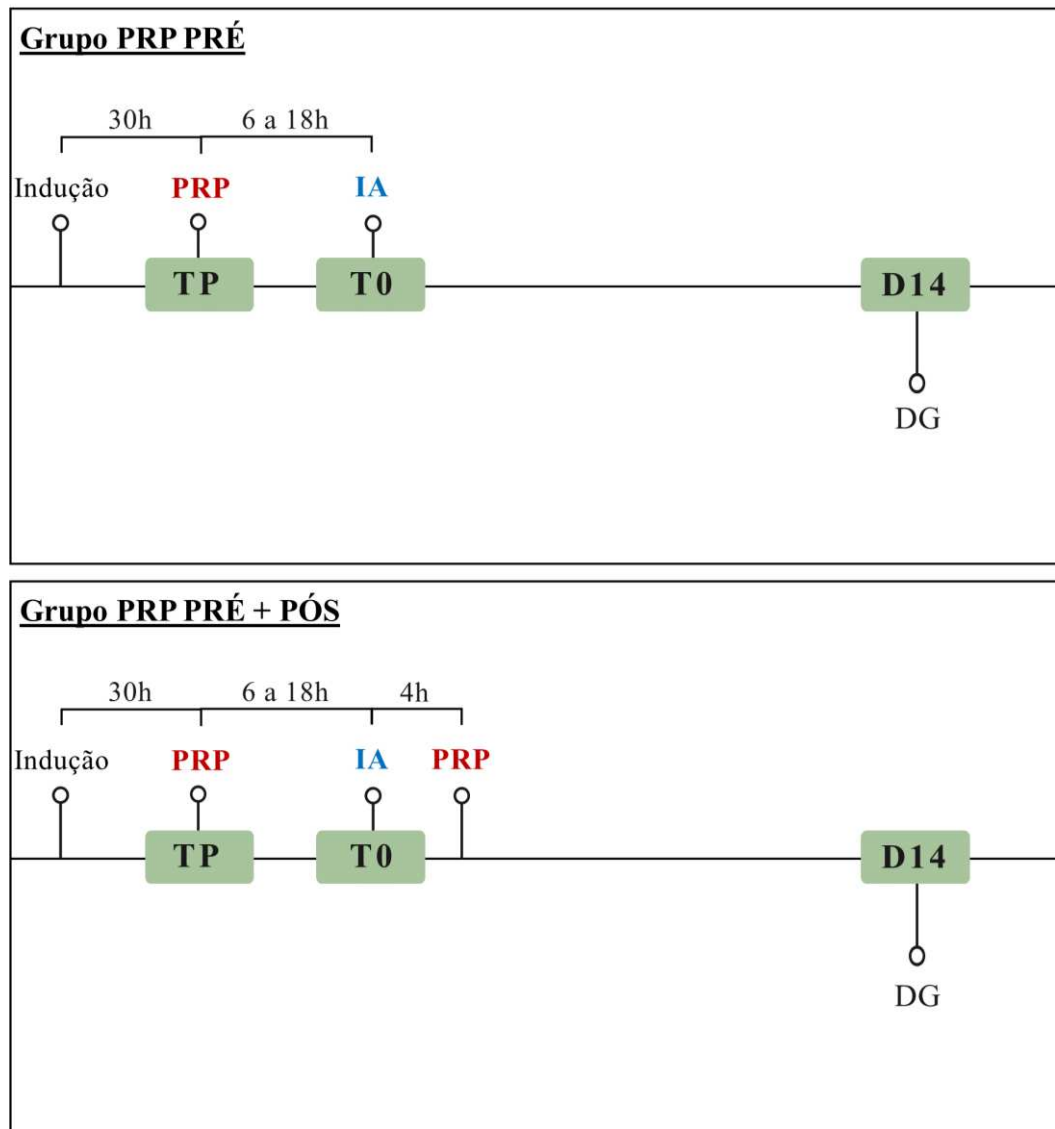 Grupo PRP PRÉ
30h 6 a 18h
Indução PRP IA
TP T0 D14
DG
Grupo PRP PRÉ + PÓS
30h 6 a 18h 4h
Indução PRP IA PRP
TP T0 D14
DG